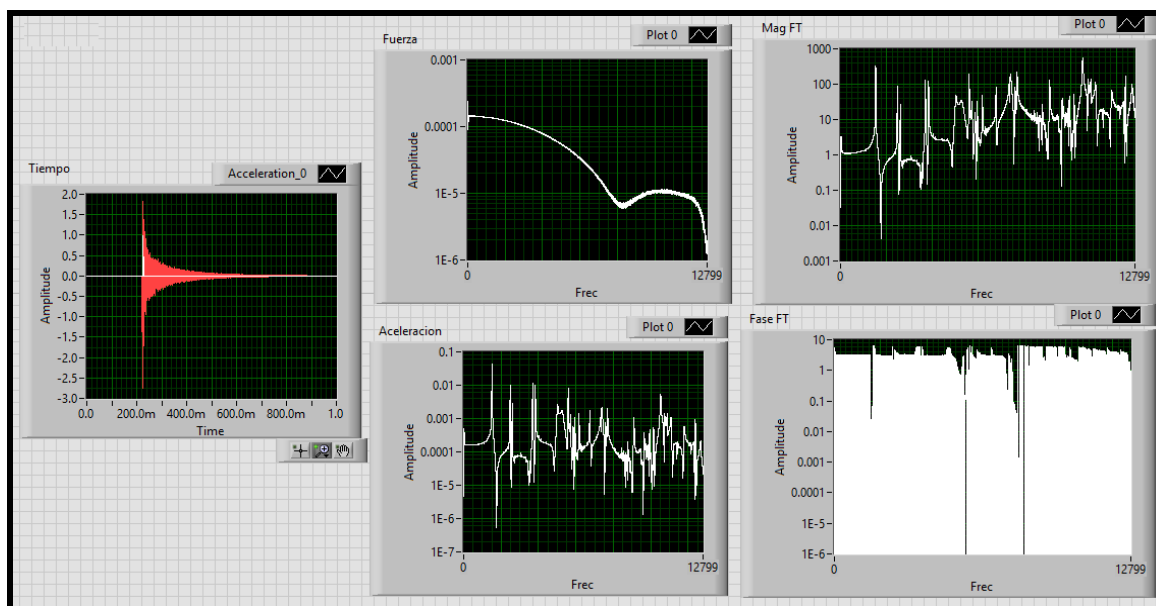 Tiempo
Acceleration_0
Amplitude
2.0
1.5
1.0
0.5
0.0
-0.5
-1.0
-1.5
-2.0
-2.5
-3.0
0.0 200.0m 400.0m 600.0m 800.0m 1.0
Time
Fuerza
Plot 0
Amplitude
0.001
0.0001
1E-5
1E-6
0 12799
Frec
Aceleracion
Plot 0
Amplitude
0.1
0.01
0.001
0.0001
1E-5
1E-6
1E-7
0 12799
Frec
Mag FT
Plot 0
Amplitude
1000
100
10
1
0.1
0.01
0.001
0 12799
Frec
Fase FT
Plot 0
Amplitude
10
1
0.1
0.01
0.001
0.0001
1E-5
1E-6
0 12799
Frec